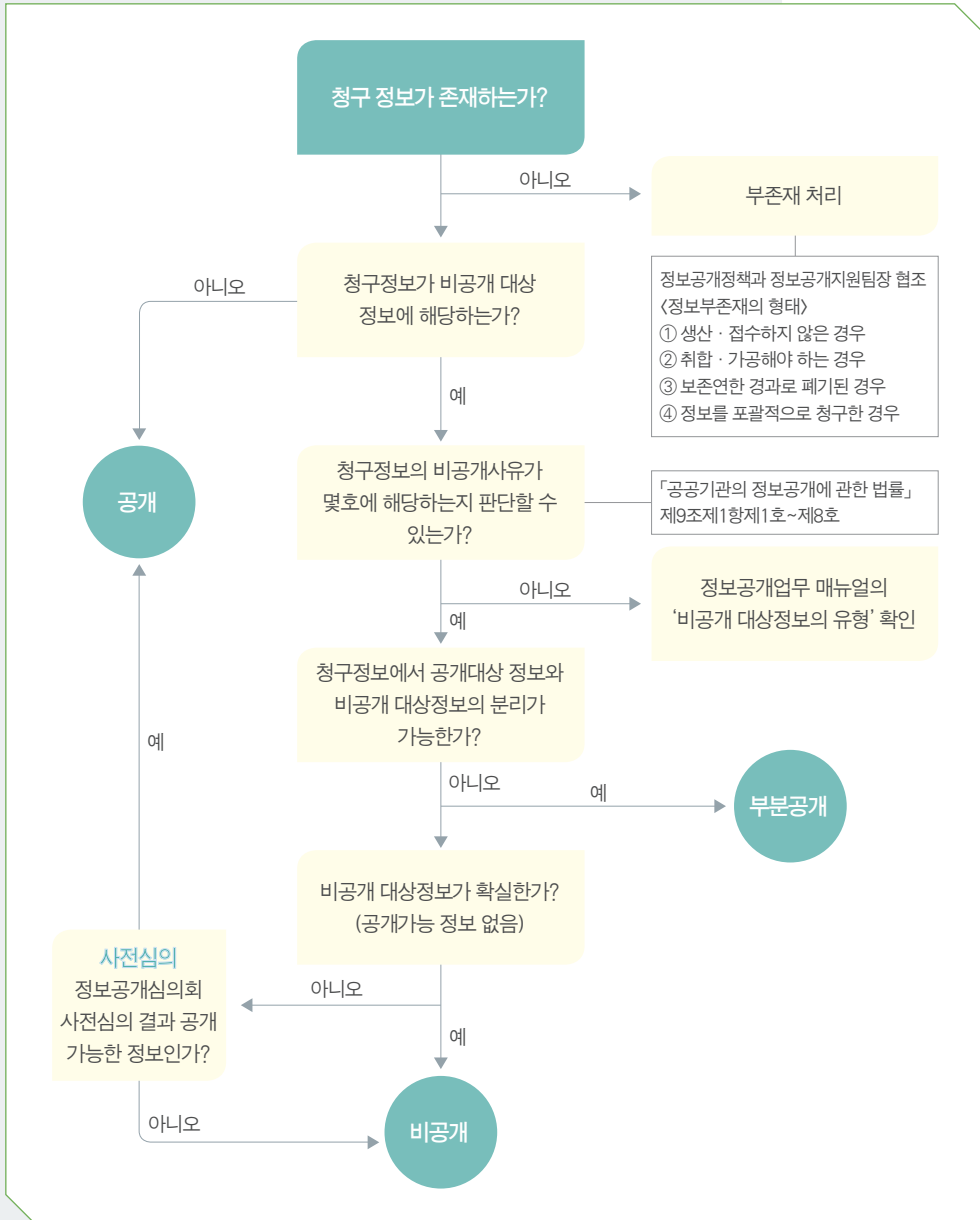 청구 정보가 존재하는가?
아니오
부존재 처리
정보공개정책과 정보공개지원팀장 협조
〈정보부존재의 형태〉
① 생산 · 접수하지 않은 경우
② 취합 · 가공해야 하는 경우
③ 보존연한 경과로 폐기된 경우
④ 정보를 포괄적으로 청구한 경우
청구정보가 비공개 대상
정보에 해당하는가?
아니오
예
공개
청구정보의 비공개사유가
몇호에 해당하는지 판단할 수
있는가?
「공공기관의 정보공개에 관한 법률」
제9조제1항제1호~제8호
아니오
예
정보공개업무 매뉴얼의
‘비공개 대상정보의 유형’ 확인
청구정보에서 공개대상 정보와
비공개 대상정보의 분리가
가능한가?
예
아니오
예
부분공개
비공개 대상정보가 확실한가?
(공개가능 정보 없음)
사전심의
정보공개심의회
사전심의 결과 공개
가능한 정보인가?
아니오
예
아니오
비공개